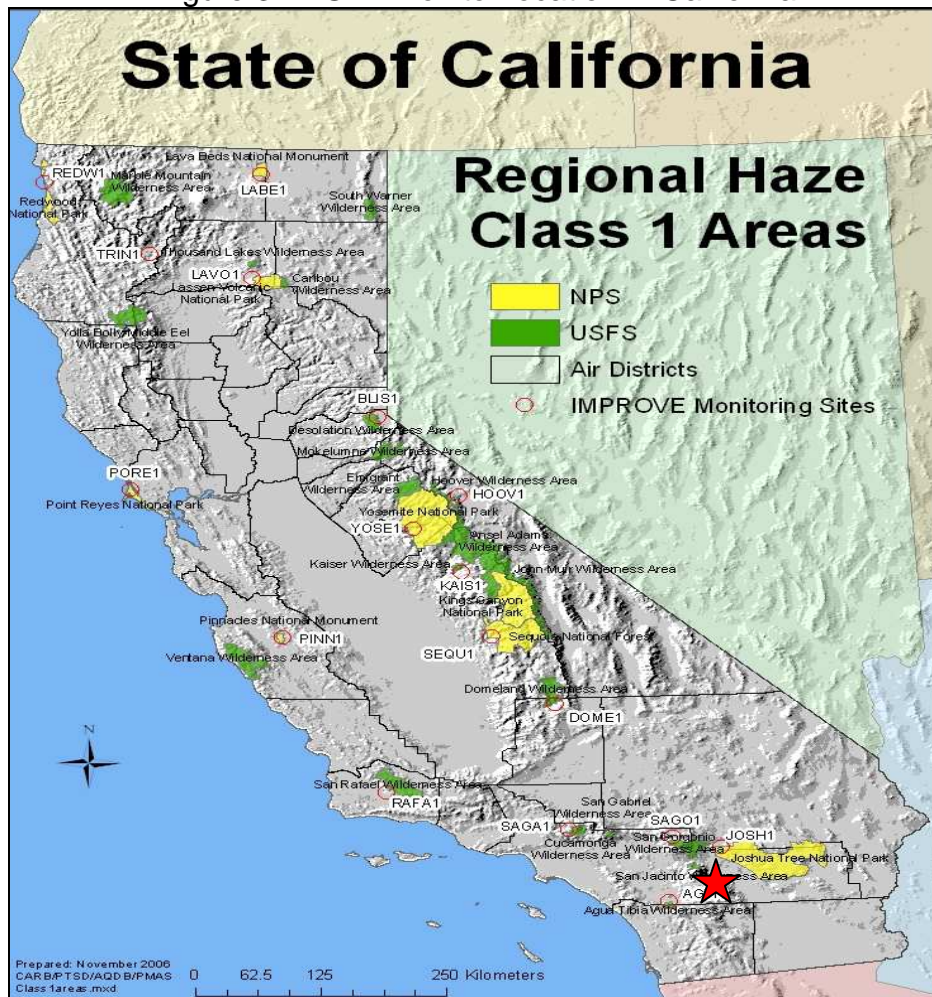 State of California
Regional Haze
Class 1 Areas
NPS
USFS
Air Districts
IMPROVE Monitoring Sites
Lava Beds National Monument
REDW1
Marble Mountain
Wilderness Area
LABE1
South Warner
Wilderness Area
Redwood
National Park
TRIN1
Thousand Lakes Wilderness Area
LAVO1
Lassen Volcanic
National Park
Caribou
Wilderness Area
Yolla Bolly Middle Eel
Wilderness Area
BLIS1
Desolation Wilderness Area
Mokelumne Wilderness Area
PORE1
Point Reyes National Park
Emigrant
Wilderness Area
Hoover Wilderness Area
HOOV1
Yosemite National Park
YOSE1
Ansel Adams
Wilderness Area
Kaiser Wilderness Area
John Muir Wilderness Area
KAIS1
Kings Canyon
National Park
Pinnacles National Monument
PINN1
Sequoia National Forest
SEQU1
Ventana Wilderness Area
Domeland Wilderness Area
DOME1
N
San Rafael Wilderness Area
RAFA1
San Gabriel
Wilderness Area
SAGA1
SAGO1
JOSH1
Cucamonga
Wilderness Area
San Gorgonio
Wilderness Area
Joshua Tree National Park
San Jacinto Wilderness Area
Agua Tibia Wilderness Area
Prepared: November 2006
CARB/PTSD/AQDB/PMAS
Class 1areas.mxd
0 62.5 125 250 Kilometers